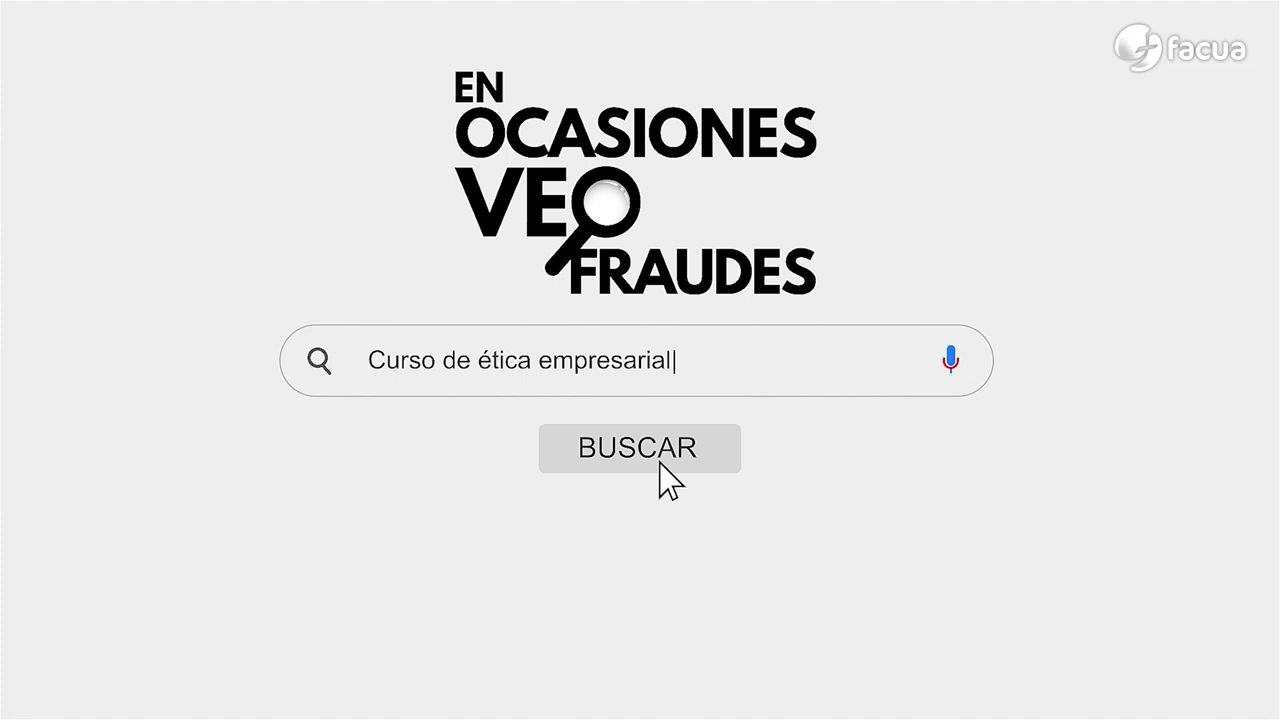 facua
EN
OCASIONES
VEO
FRAUDES
Curso de ética empresarial
BUSCAR